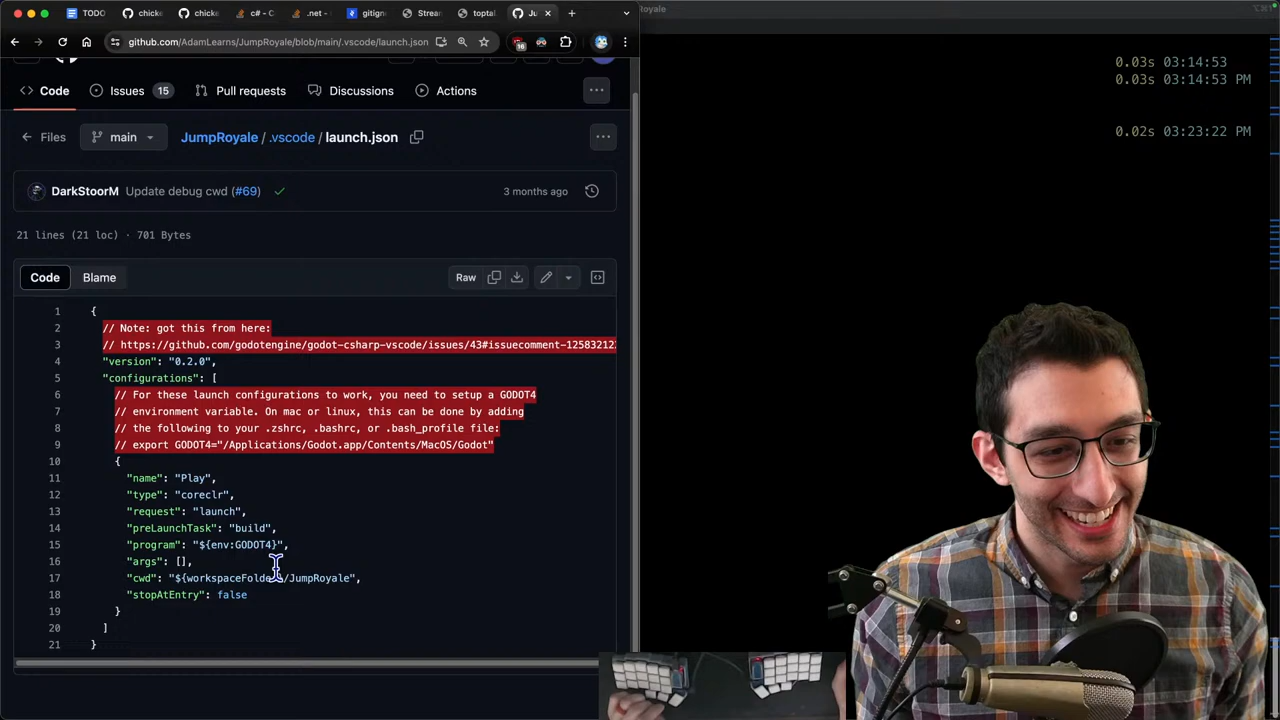 TODO
chicke
chicke
c# - C
.net -
gitign
Stream
toptal.
Ju
Royale
github.com/AdamLearns/JumpRoyale/blob/main/.vscode/launch.json
16
0.03s 03:14:53
0.03s 03:14:53 PM
0.02s 03:23:22 PM
Code
Issues 15
Pull requests
Discussions
Actions
Files
main
JumpRoyale / .vscode / launch.json
DarkStoorM Update debug cwd (#69)
3 months ago
21 lines (21 loc) · 701 Bytes
Code
Blame
Raw
1 {
2 // Note: got this from here:
3 // https://github.com/godotengine/godot-csharp-vscode/issues/43#issuecomment-12583212
4 "version": "0.2.0",
5 "configurations": [
6 // For these launch configurations to work, you need to setup a GODOT4
7 // environment variable. On mac or linux, this can be done by adding
8 // the following to your .zshrc, .bashrc, or .bash_profile file:
9 // export GODOT4="/Applications/Godot.app/Contents/MacOS/Godot"
10 {
11 "name": "Play",
12 "type": "coreclr",
13 "request": "launch",
14 "preLaunchTask": "build",
15 "program": "${env:GODOT4}",
16 "args": [],
17 "cwd": "${workspaceFolder}/JumpRoyale",
18 "stopAtEntry": false
19 }
20 ]
21 }